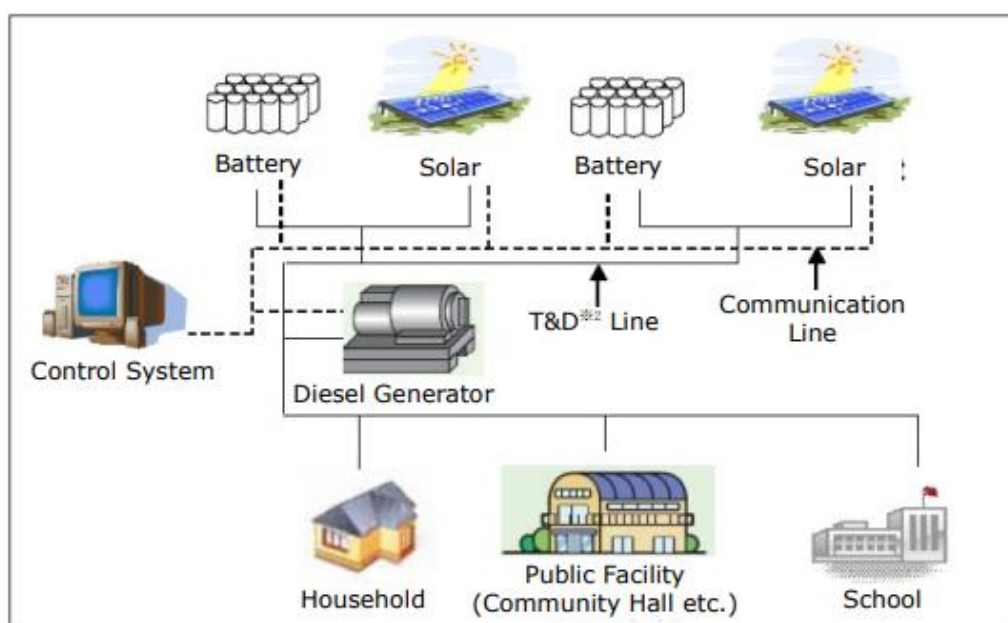 Battery
Solar
Battery
Solar
T&D※2 Line
Communication
Line
Control System
Diesel Generator
Household
Public Facility
(Community Hall etc.)
School